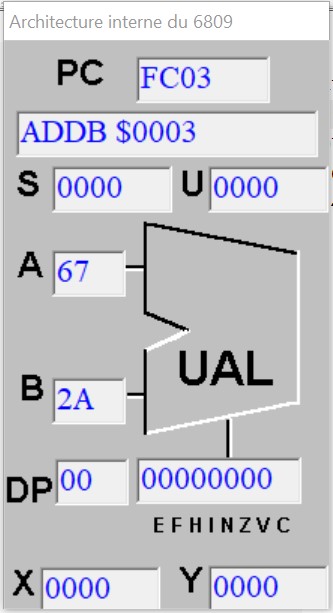 Architecture interne du 6809
PC FC03
ADDB $0003
S 0000 U 0000
A 67
UAL
B 2A
DP 00 00000000
EFHINZVC
X 0000 Y 0000